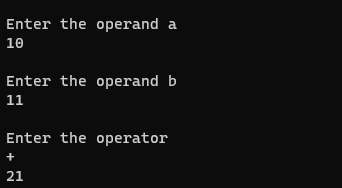 Enter the operand a
10
Enter the operand b
11
Enter the operator
+
21